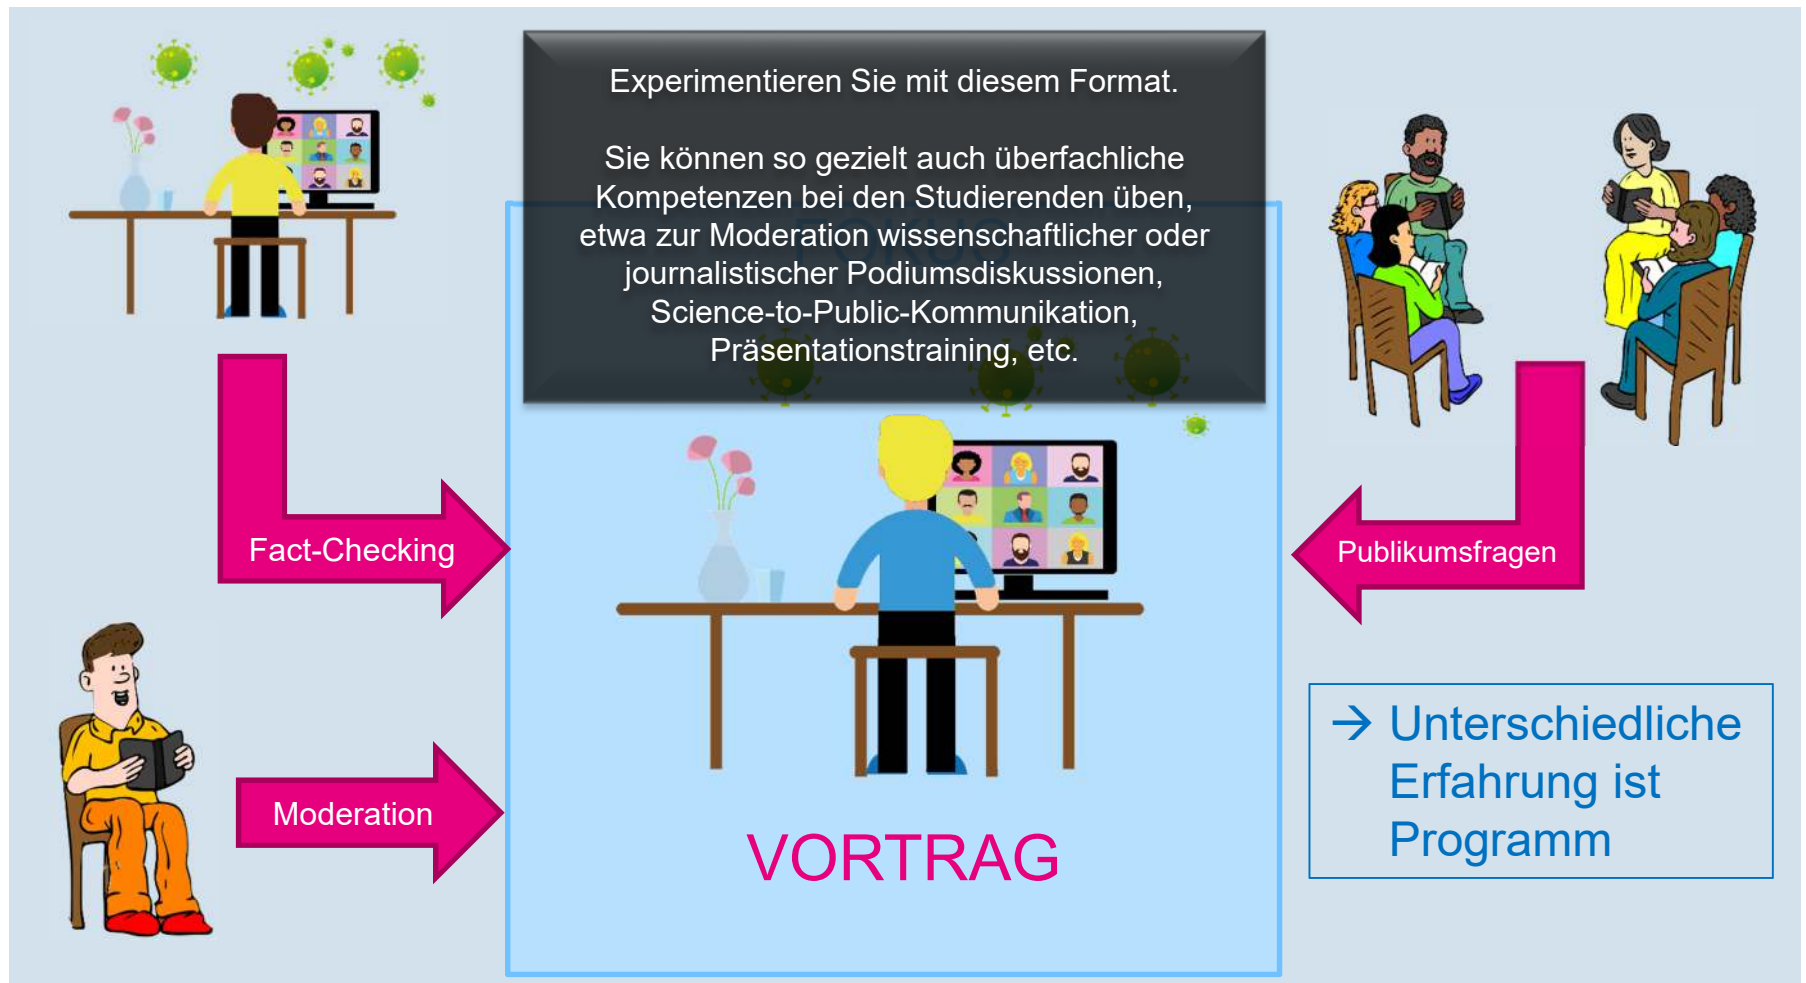 Experimentieren Sie mit diesem Format.
Sie können so gezielt auch überfachliche
Kompetenzen bei den Studierenden üben,
etwa zur Moderation wissenschaftlicher oder
journalistischer Podiumsdiskussionen,
Science-to-Public-Kommunikation,
Präsentationstraining, etc.
FOKUS
Fact-Checking
Publikumsfragen
Moderation
VORTRAG
→ Unterschiedliche
Erfahrung ist
Programm